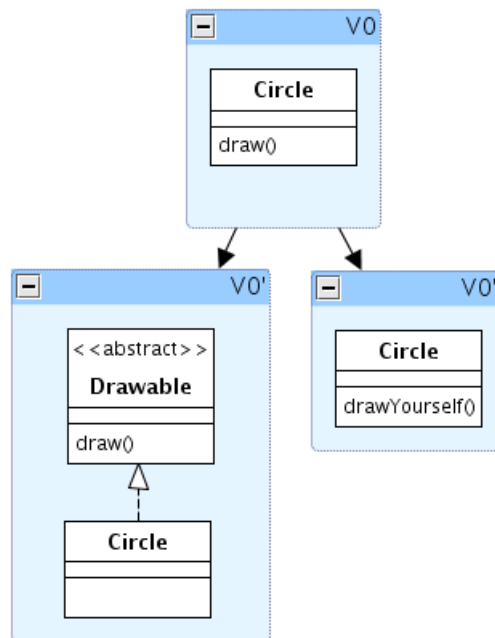 V0
Circle
draw()
V0'
<<abstract>>
Drawable
draw()
Circle
V0'
Circle
drawYourself()